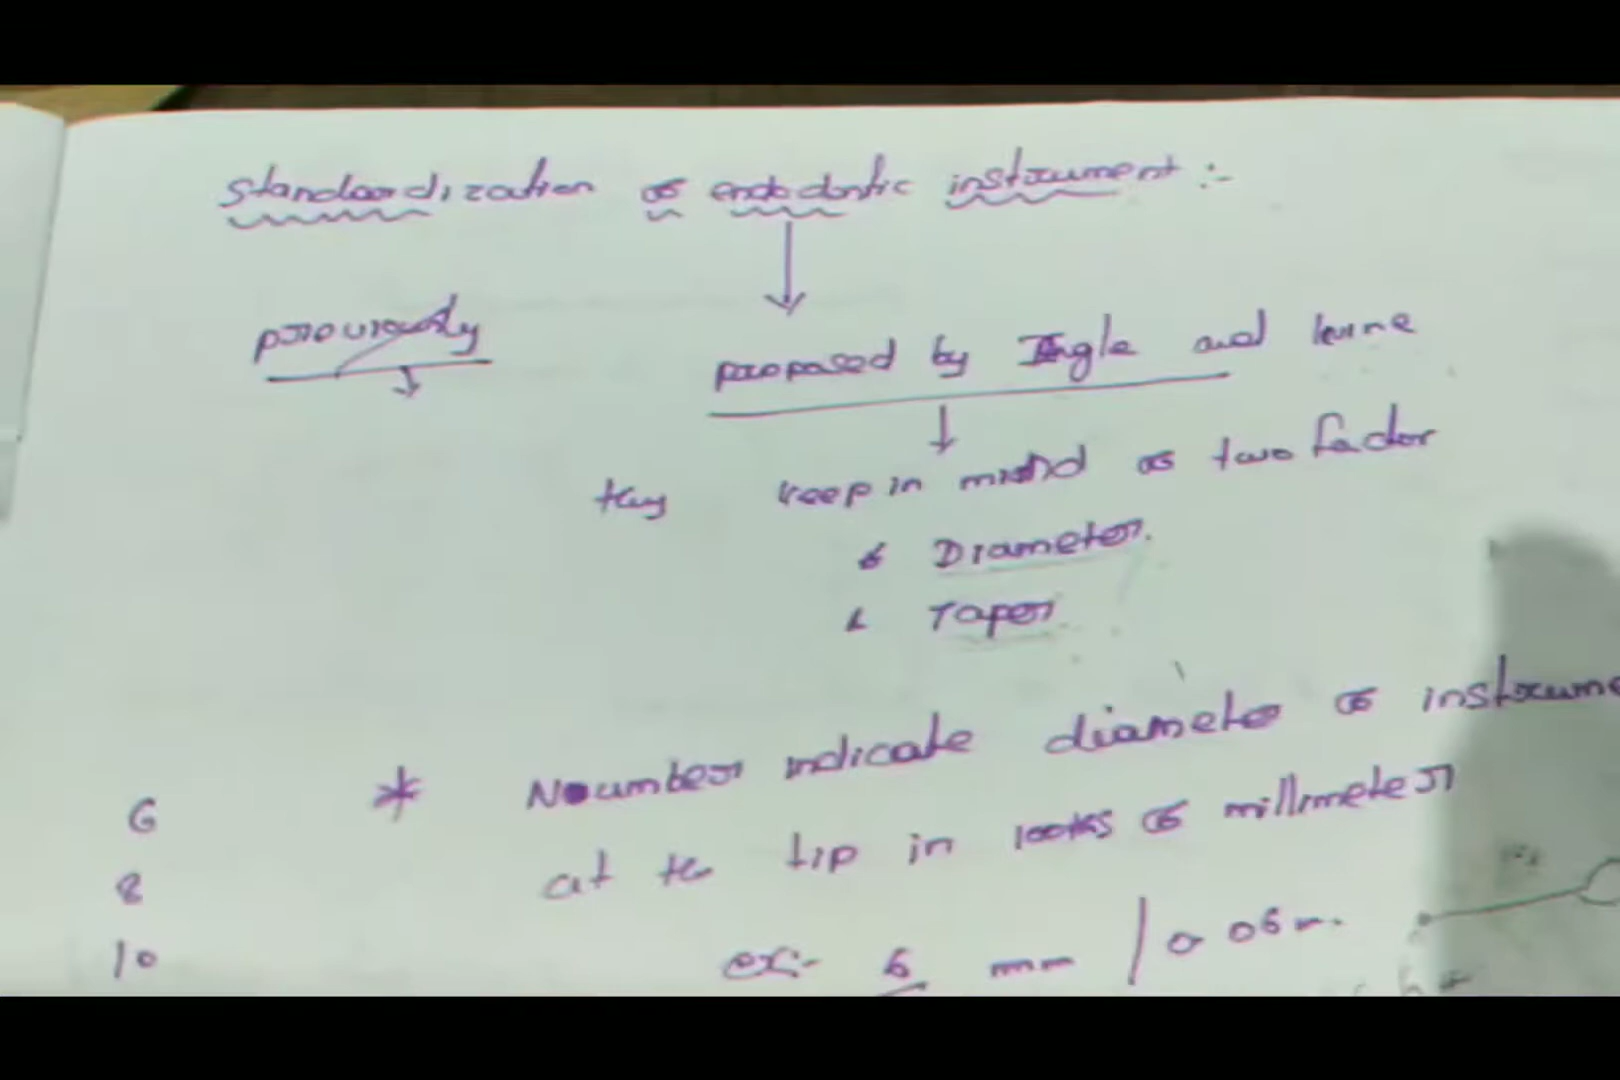 Standardization of endodontic instrument :-
previously
proposed by Ingle and levine
they keep in mind of two factor
Diameter.
Taper
6
* Number indicate diameter of instrume
8
at the tip in 100ths of millimeter
10
ex:- 6 mm / 0.06 m.